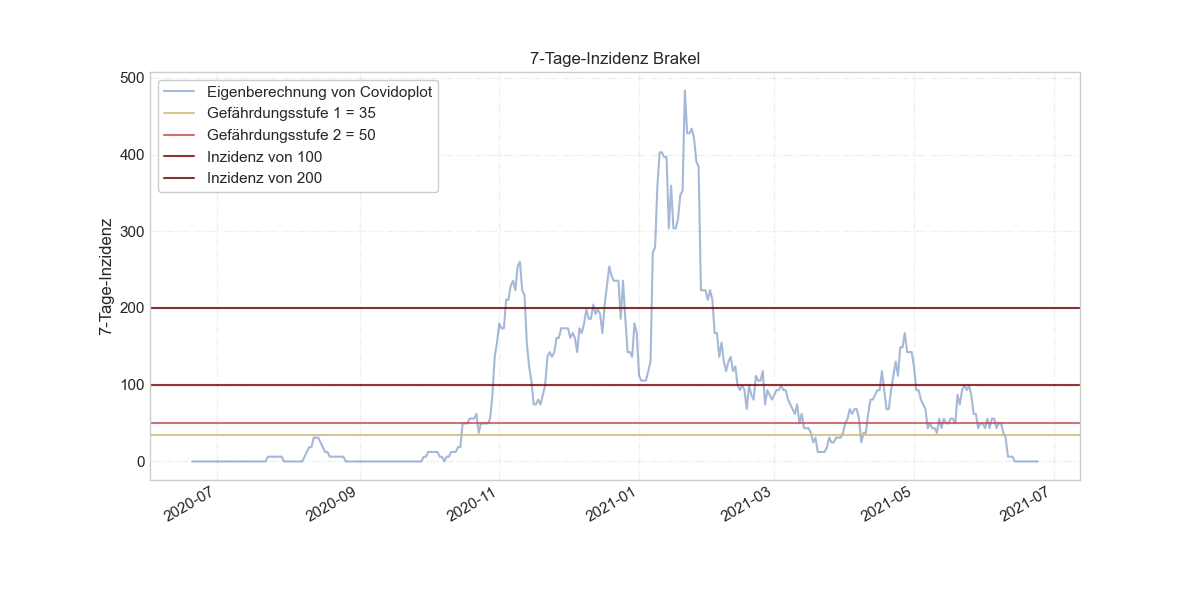 7-Tage-Inzidenz Brakel
500
400
300
200
100
0
7-Tage-Inzidenz
Eigenberechnung von Covidoplot
Gefährdungsstufe 1 = 35
Gefährdungsstufe 2 = 50
Inzidenz von 100
Inzidenz von 200
2020-07
2020-09
2020-11
2021-01
2021-03
2021-05
2021-07